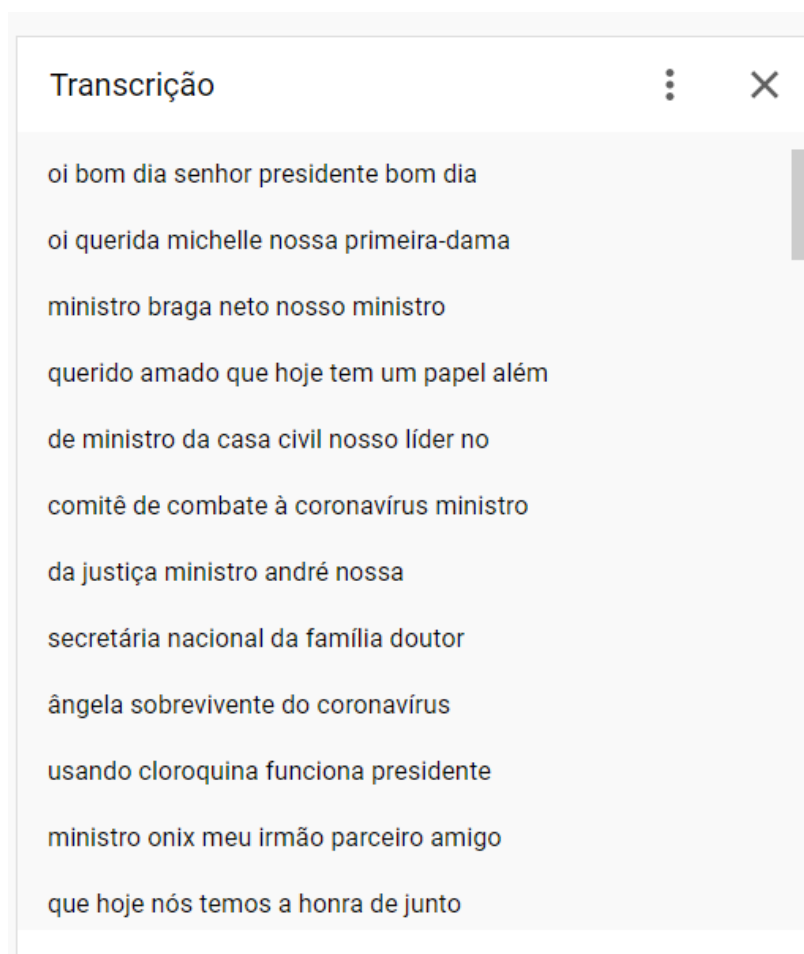 Transcrição
oi bom dia senhor presidente bom dia
oi querida michelle nossa primeira-dama
ministro braga neto nosso ministro
querido amado que hoje tem um papel além
de ministro da casa civil nosso líder no
comitê de combate à coronavírus ministro
da justiça ministro andré nossa
secretária nacional da família doutor
ângela sobrevivente do coronavírus
usando cloroquina funciona presidente
ministro onix meu irmão parceiro amigo
que hoje nós temos a honra de junto